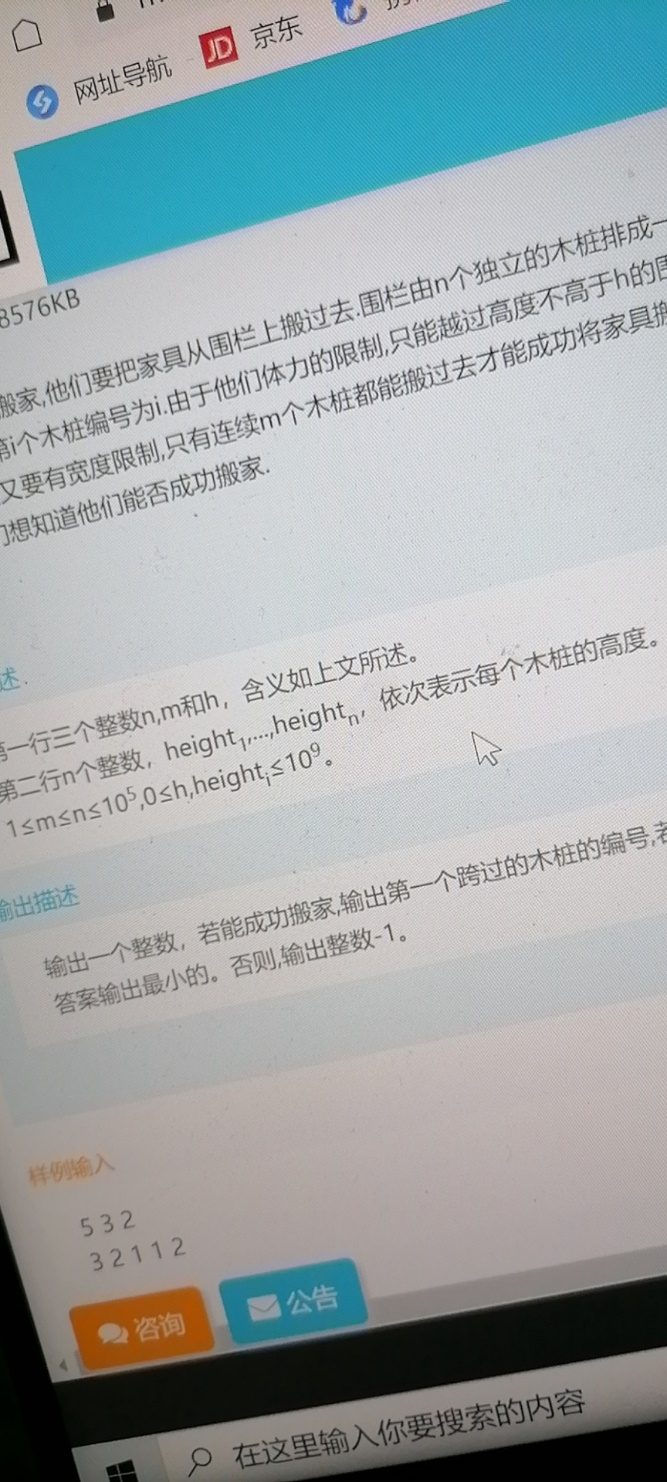 网址导航
JD 京东
8576KB
搬家,他们要把家具从围栏上搬过去.围栏由n个独立的木桩排成一
第i个木桩编号为i.由于他们体力的限制,只能越过高度不高于h的围
又要有宽度限制,只有连续m个木桩都能搬过去才能成功将家具搬
们想知道他们能否成功搬家.
述.
第一行三个整数n,m和h，含义如上文所述。
第二行n个整数，height₁,...,heightₙ，依次表示每个木桩的高度。
1≤m≤n≤10⁵,0≤h,heightᵢ≤10⁹。
输出描述
输出一个整数，若能成功搬家,输出第一个跨过的木桩的编号,若
答案输出最小的。否则,输出整数-1。
样例输入
5 3 2
3 2 1 1 2
咨询
公告
在这里输入你要搜索的内容